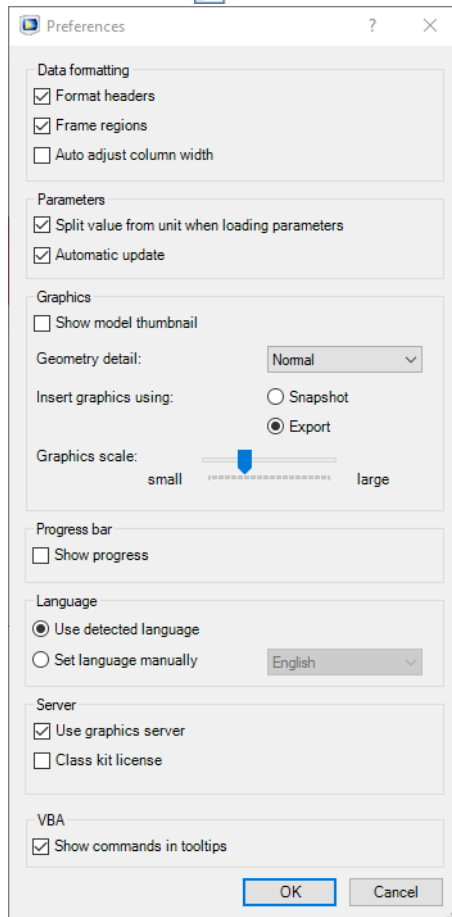 Preferences ?
Data formatting
Format headers
Frame regions
Auto adjust column width
Parameters
Split value from unit when loading parameters
Automatic update
Graphics
Show model thumbnail
Geometry detail: Normal
Insert graphics using: Snapshot
Export
Graphics scale:
small large
Progress bar
Show progress
Language
Use detected language
Set language manually English
Server
Use graphics server
Class kit license
VBA
Show commands in tooltips
OK Cancel